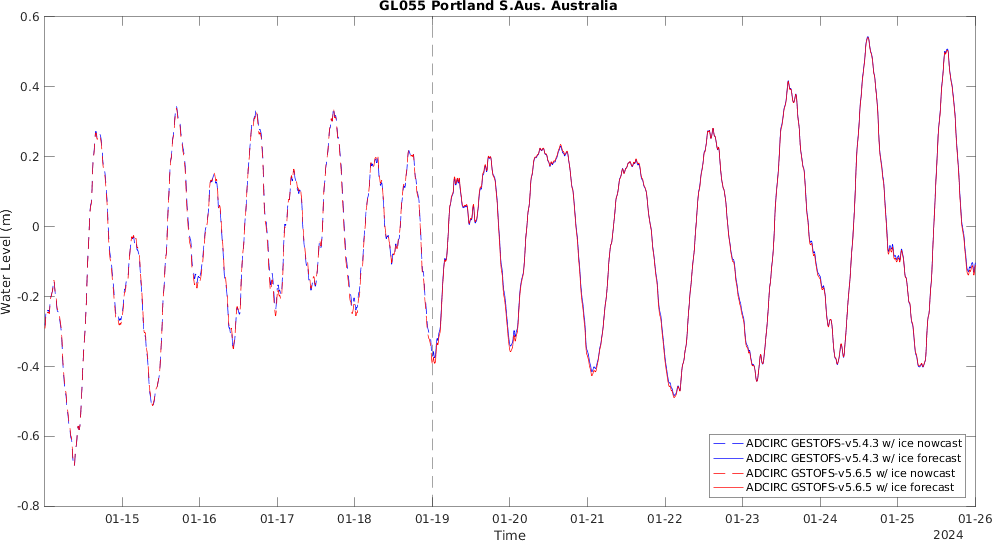 GL055 Portland S.Aus. Australia
Water Level (m)
0.6
0.4
0.2
0
-0.2
-0.4
-0.6
-0.8
ADCIRC GESTOFS-v5.4.3 w/ ice nowcast
ADCIRC GESTOFS-v5.4.3 w/ ice forecast
ADCIRC GSTOFS-v5.6.5 w/ ice nowcast
ADCIRC GSTOFS-v5.6.5 w/ ice forecast
01-15 01-16 01-17 01-18 01-19 01-20 01-21 01-22 01-23 01-24 01-25 01-26
Time
2024